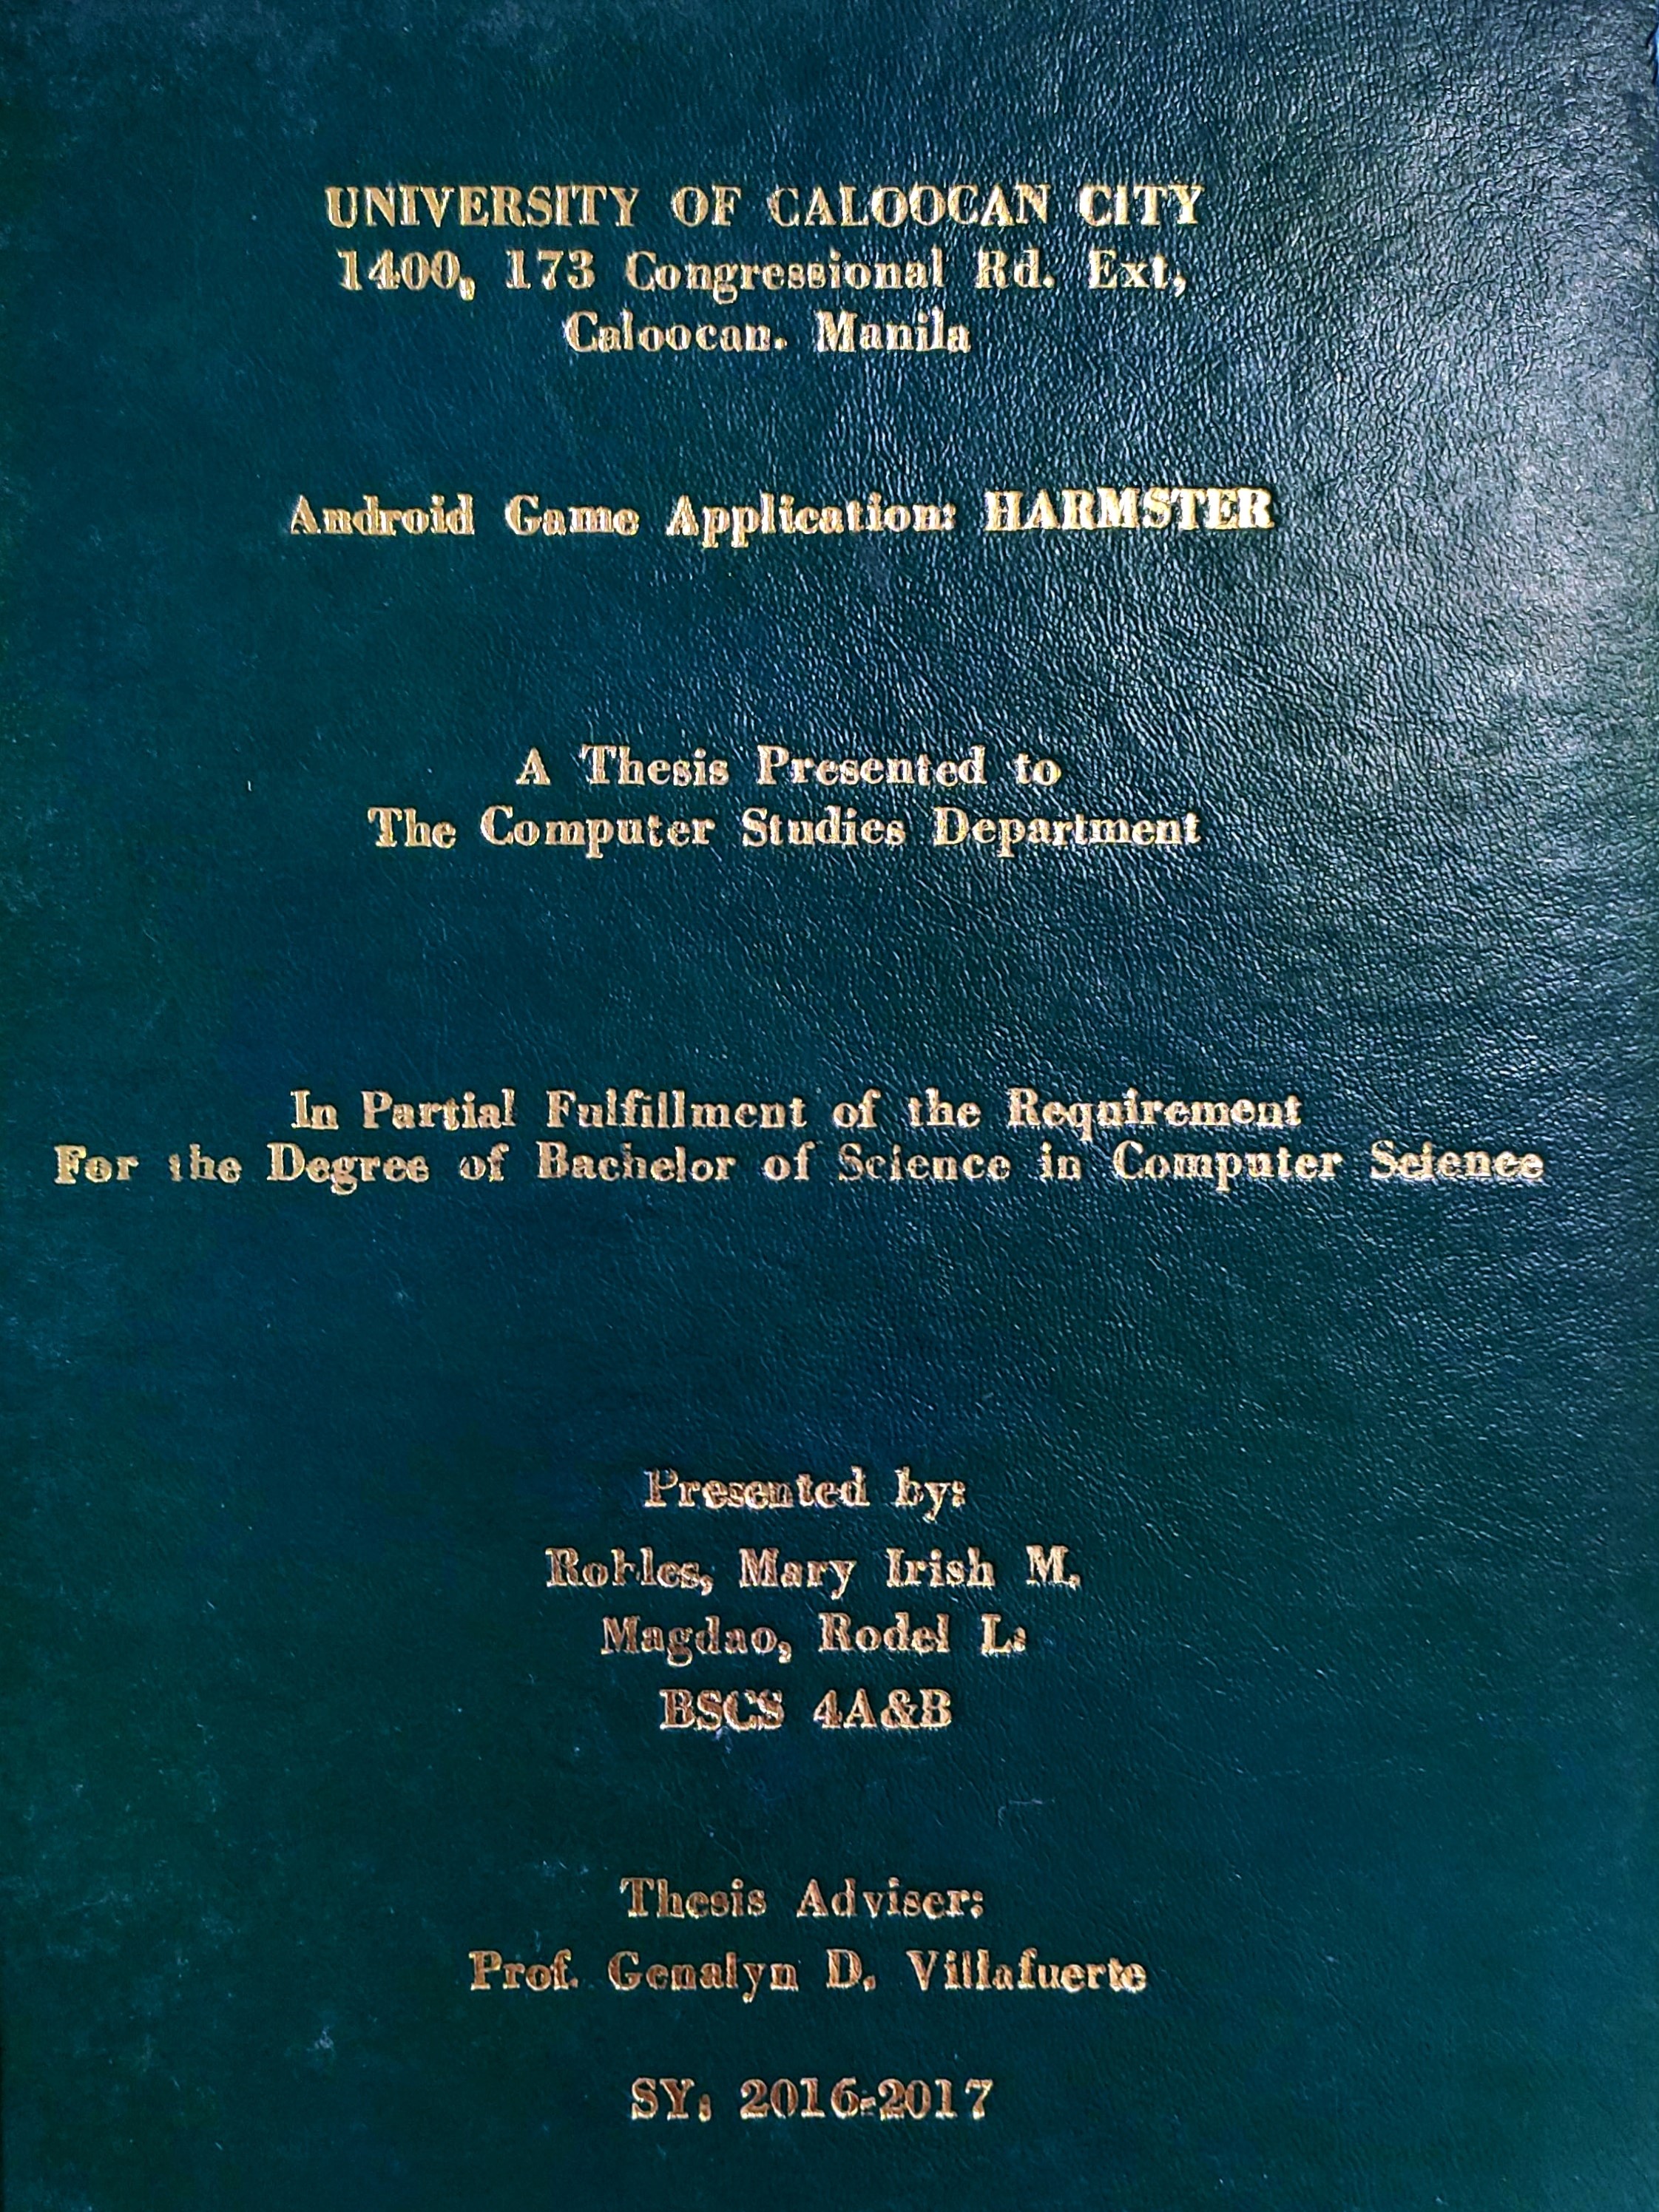 UNIVERSITY OF CALOOCAN CITY
1400, 173 Congressional Rd. Ext,
Caloocan. Manila
Android Game Application: HARMSTER
A Thesis Presented to
The Computer Studies Department
In Partial Fulfillment of the Requirement
For the Degree of Bachelor of Science in Computer Science
Presented by:
Robles, Mary Irish M.
Magdao, Rodel L.
BSCS 4A&B
Thesis Adviser:
Prof. Genalyn D. Villafuerte
SY: 2016-2017